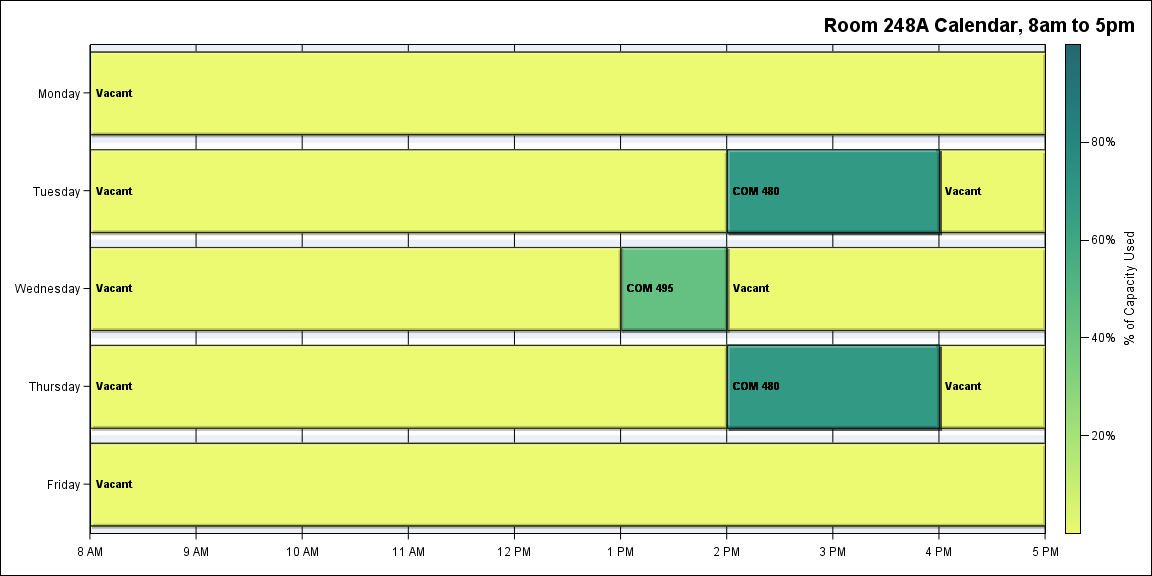 Room 248A Calendar, 8am to 5pm
Monday
Vacant
Tuesday
Vacant
COM 480
Vacant
Wednesday
Vacant
COM 495
Vacant
Thursday
Vacant
COM 480
Vacant
Friday
Vacant
8 AM
9 AM
10 AM
11 AM
12 PM
1 PM
2 PM
3 PM
4 PM
5 PM
80%
60%
40%
20%
% of Capacity Used